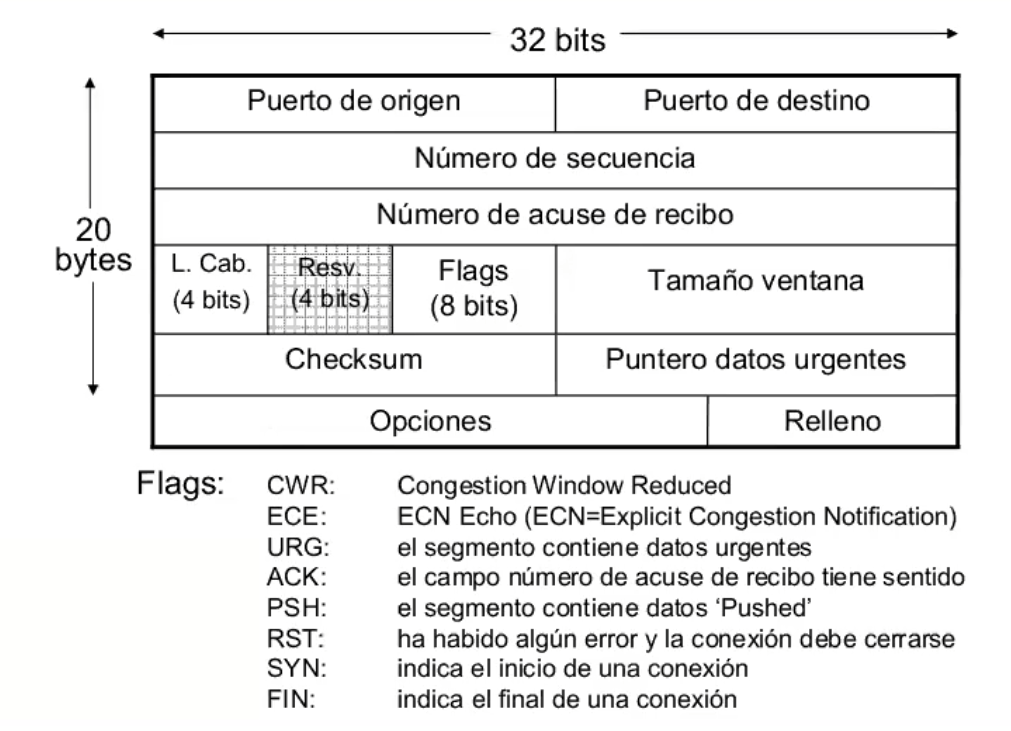 32 bits
Puerto de origen Puerto de destino
Número de secuencia
Número de acuse de recibo
20
bytes
L. Cab.
(4 bits)
Resv.
(4 bits)
Flags
(8 bits)
Tamaño ventana
Checksum Puntero datos urgentes
Opciones Relleno
Flags: CWR: Congestion Window Reduced
ECE: ECN Echo (ECN=Explicit Congestion Notification)
URG: el segmento contiene datos urgentes
ACK: el campo número de acuse de recibo tiene sentido
PSH: el segmento contiene datos ‘Pushed’
RST: ha habido algún error y la conexión debe cerrarse
SYN: indica el inicio de una conexión
FIN: indica el final de una conexión